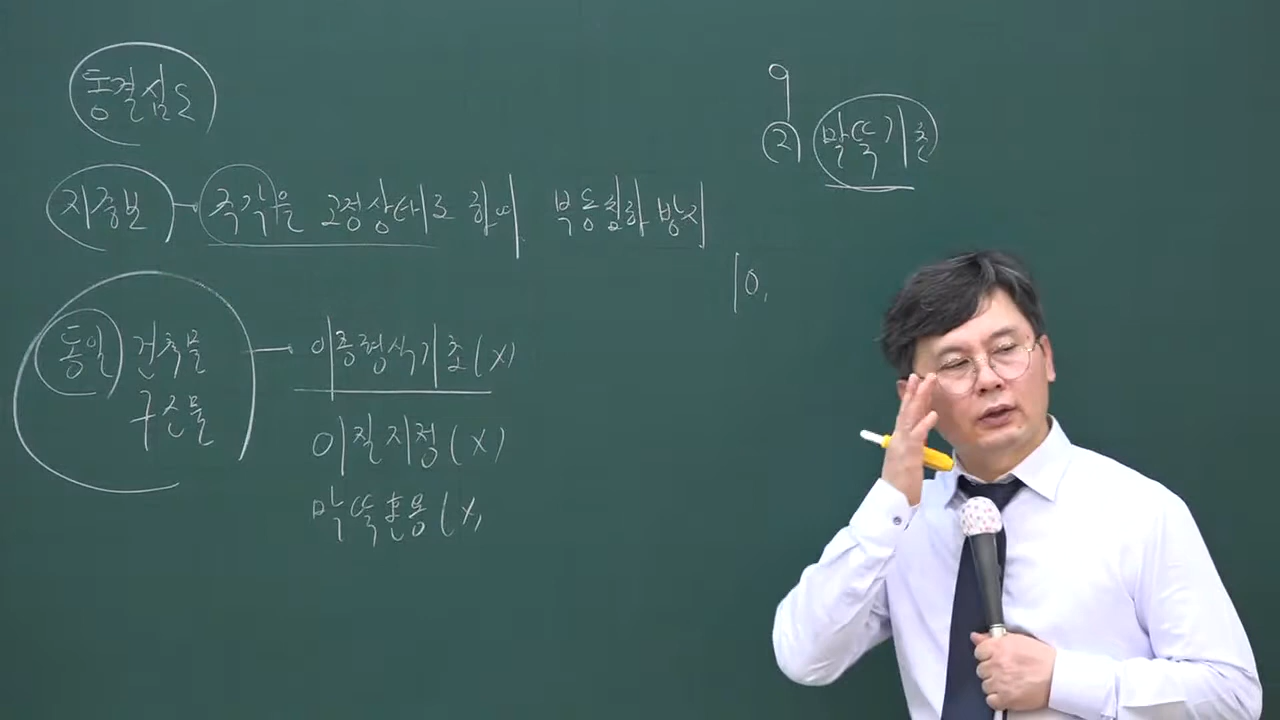 동결심도
지중보 - 주각을 고정상태로 하여 부동침하 방지
동일 건축물 - 이종형식기초(X)
구조물
이질지정(X)
말뚝혼용(X)
9
② 말뚝기초
10.